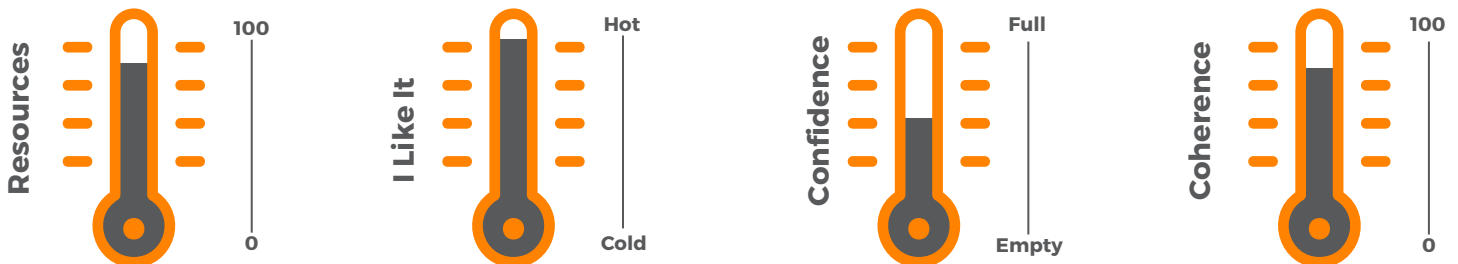 Resources
100
0
I Like It
Hot
Cold
Confidence
Full
Empty
Coherence
100
0